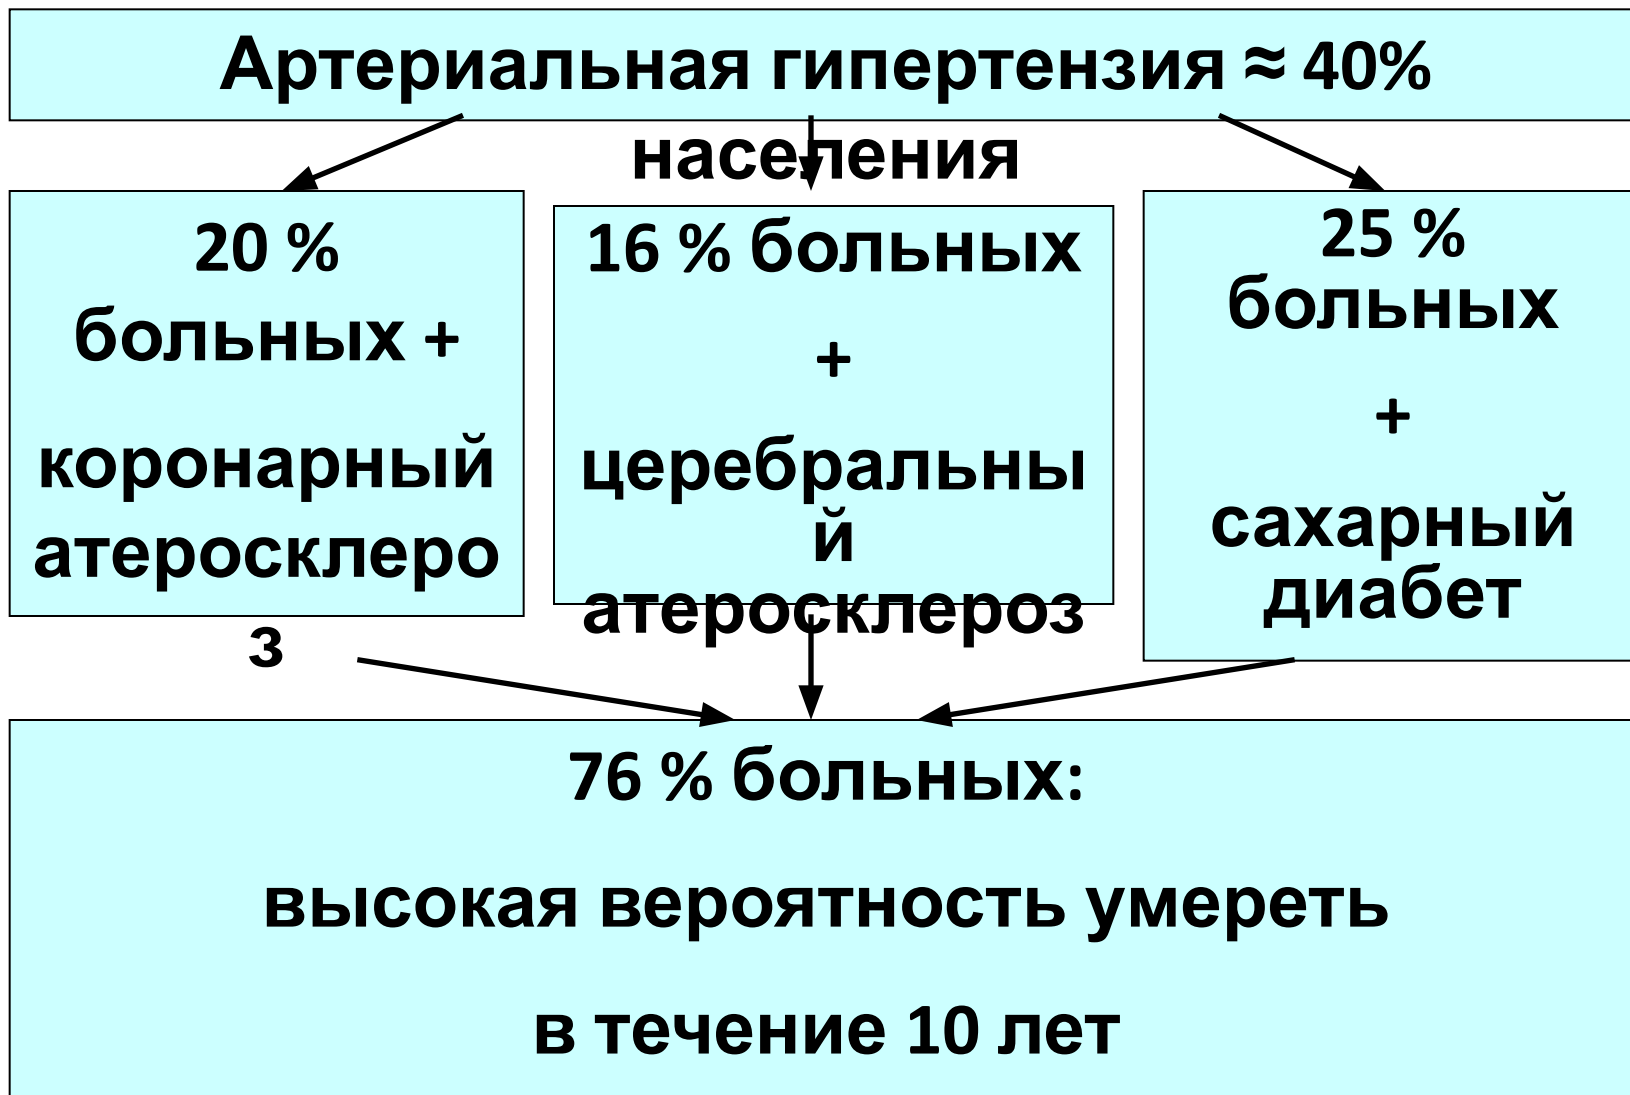 Артериальная гипертензия ≈ 40%
населения
20 %
больных +
коронарный
атеросклеро
з
16 % больных
+
церебральны
й
атеросклероз
25 %
больных
+
сахарный
диабет
76 % больных:
высокая вероятность умереть
в течение 10 лет